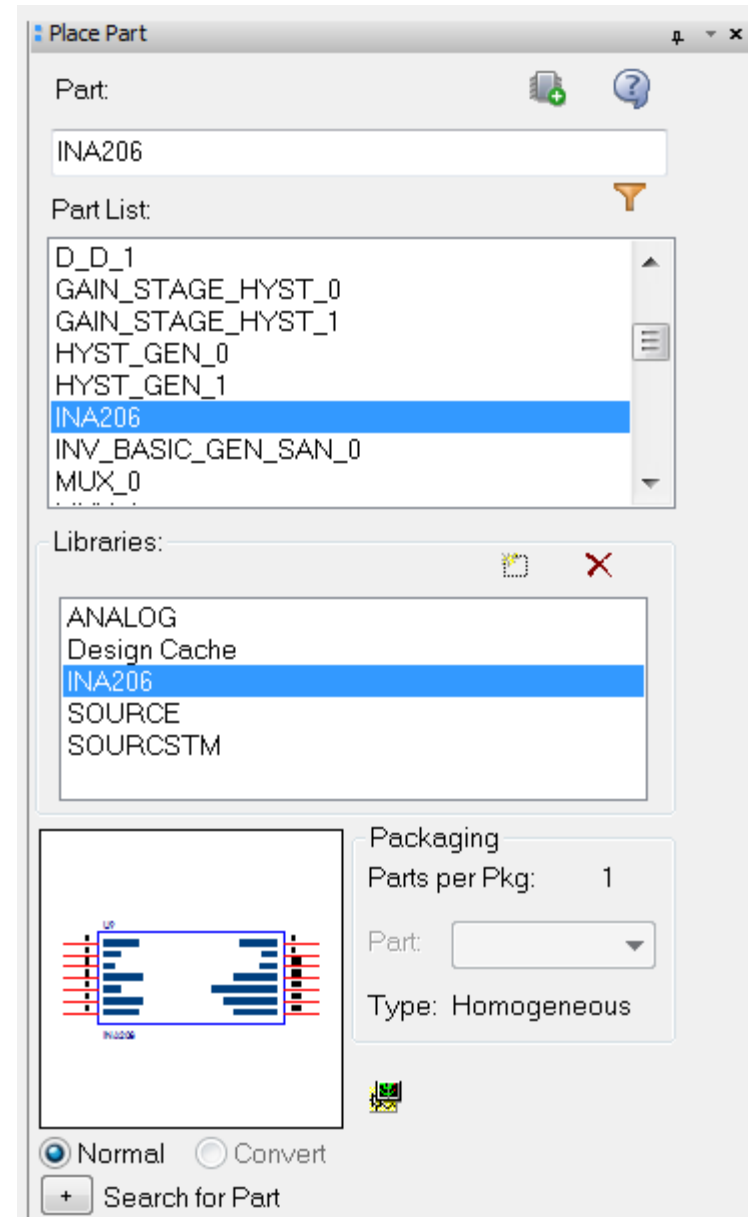 Place Part
Part:
INA206
Part List:
D_D_1
GAIN_STAGE_HYST_0
GAIN_STAGE_HYST_1
HYST_GEN_0
HYST_GEN_1
INA206
INV_BASIC_GEN_SAN_0
MUX_0
Libraries:
ANALOG
Design Cache
INA206
SOURCE
SOURCSTM
Packaging
Parts per Pkg: 1
Part:
Type: Homogeneous
U?
INA206
Normal Convert
+ Search for Part